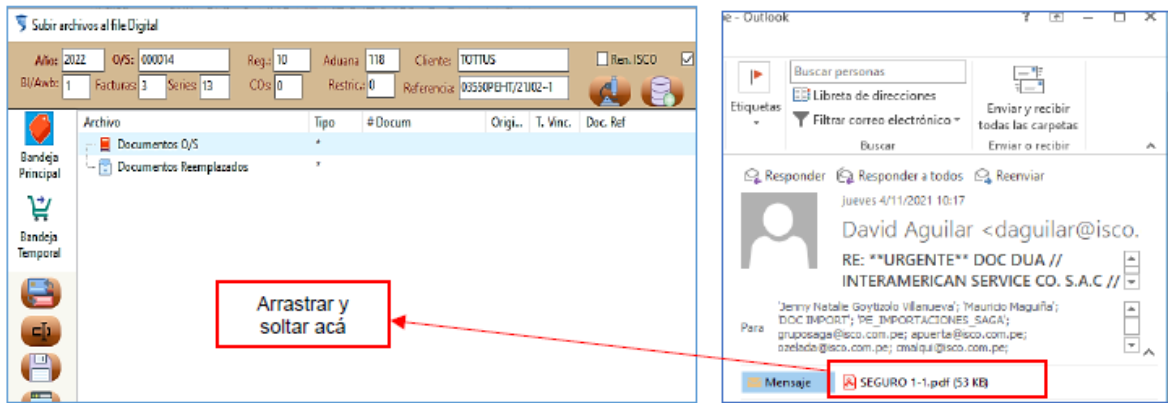 Subir archivos al file Digital
Año: 2022 O/S: 000014 Reg.: 10 Aduana 118 Cliente: TOTTUS Ren. ISCO
Bl/Awb: 1 Facturas: 3 Series: 13 COs: 0 Restric.: 0 Referencia:
Archivo Tipo # Docum Origi... T. Vinc. Doc. Ref
Documentos O/S *
Documentos Reemplazados *
Bandeja
Principal
Bandeja
Temporal
Arrastrar y
soltar acá
e - Outlook
Etiquetas
Buscar personas
Libreta de direcciones
Filtrar correo electrónico
Buscar
Enviar y recibir
todas las carpetas
Enviar o recibir
Responder Responder a todos Reenviar
jueves 4/11/2021 10:17
David Aguilar <daguilar@isco.
RE: **URGENTE** DOC DUA //
INTERAMERICAN SERVICE CO. S.A.C //
Para
'Jenny Natalie Goytizolo Villanueva'; 'Mauricio Maguiña';
'DOC IMPORT'; 'PE_IMPORTACIONES_SAGA';
gruposaga@isco.com.pe; apuerta@isco.com.pe;
ozelada@isco.com.pe; cmalqui@isco.com.pe;
Mensaje SEGURO 1-1.pdf (53 KB)